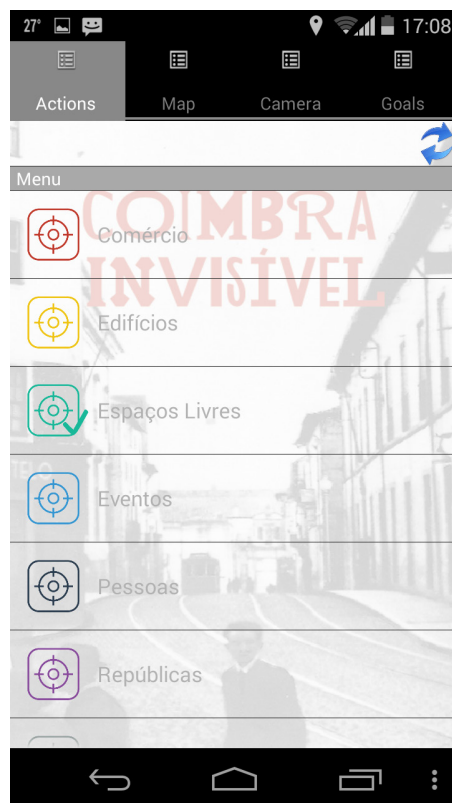 27° 17:08
Actions Map Camera Goals
Menu
COIMBRA
INVISÍVEL
Comércio
Edifícios
Espaços Livres
Eventos
Pessoas
Repúblicas